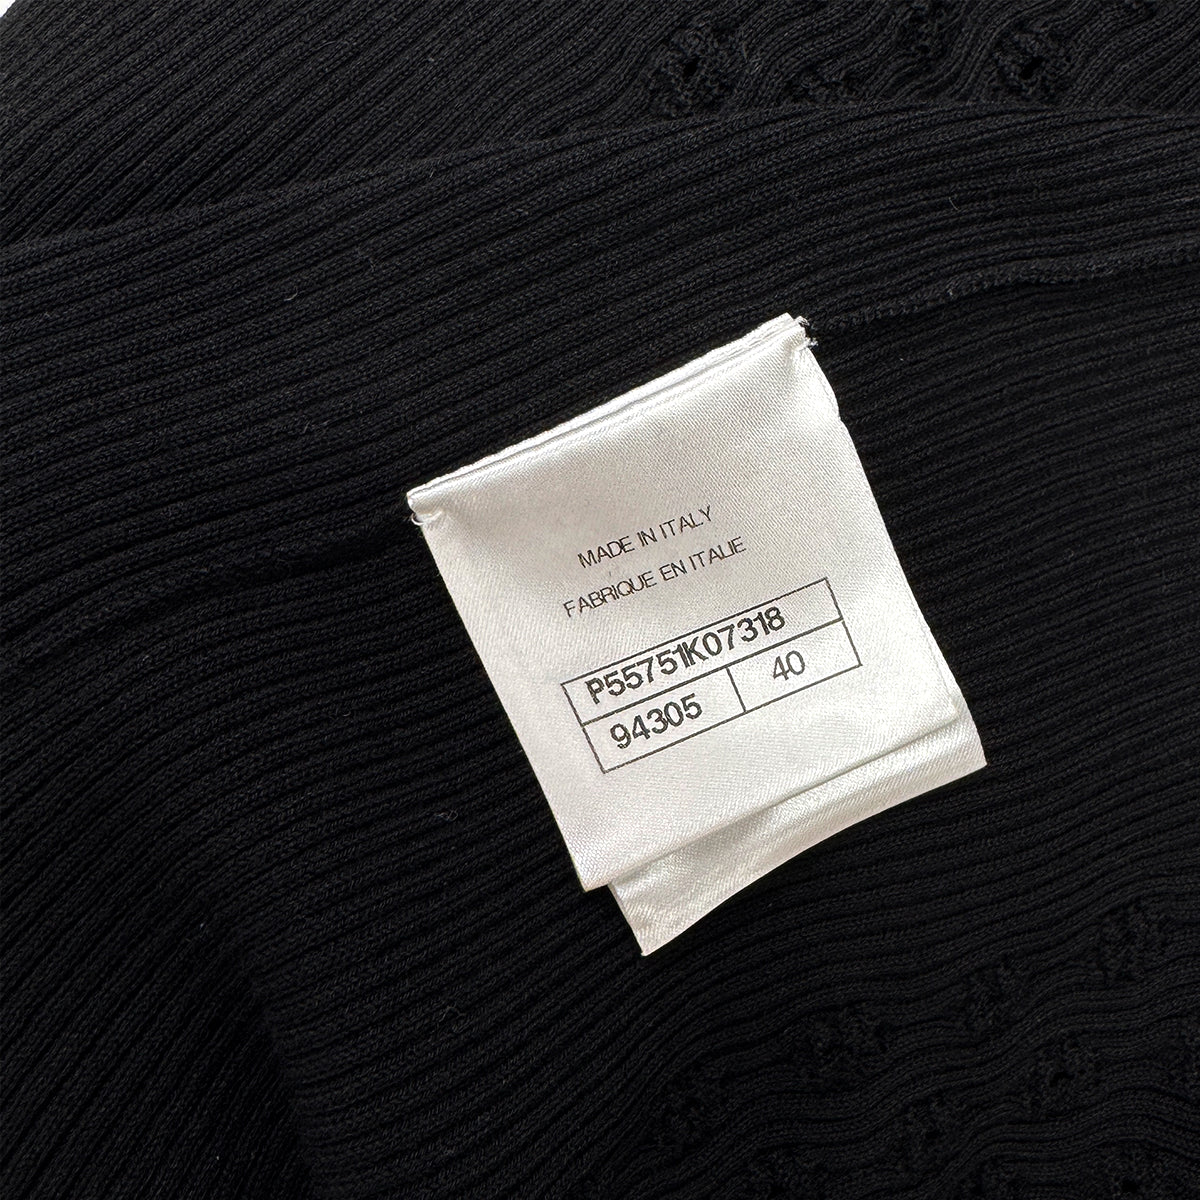 MADE IN ITALY
FABRIQUE EN ITALIE
P55751K07318
94305 40